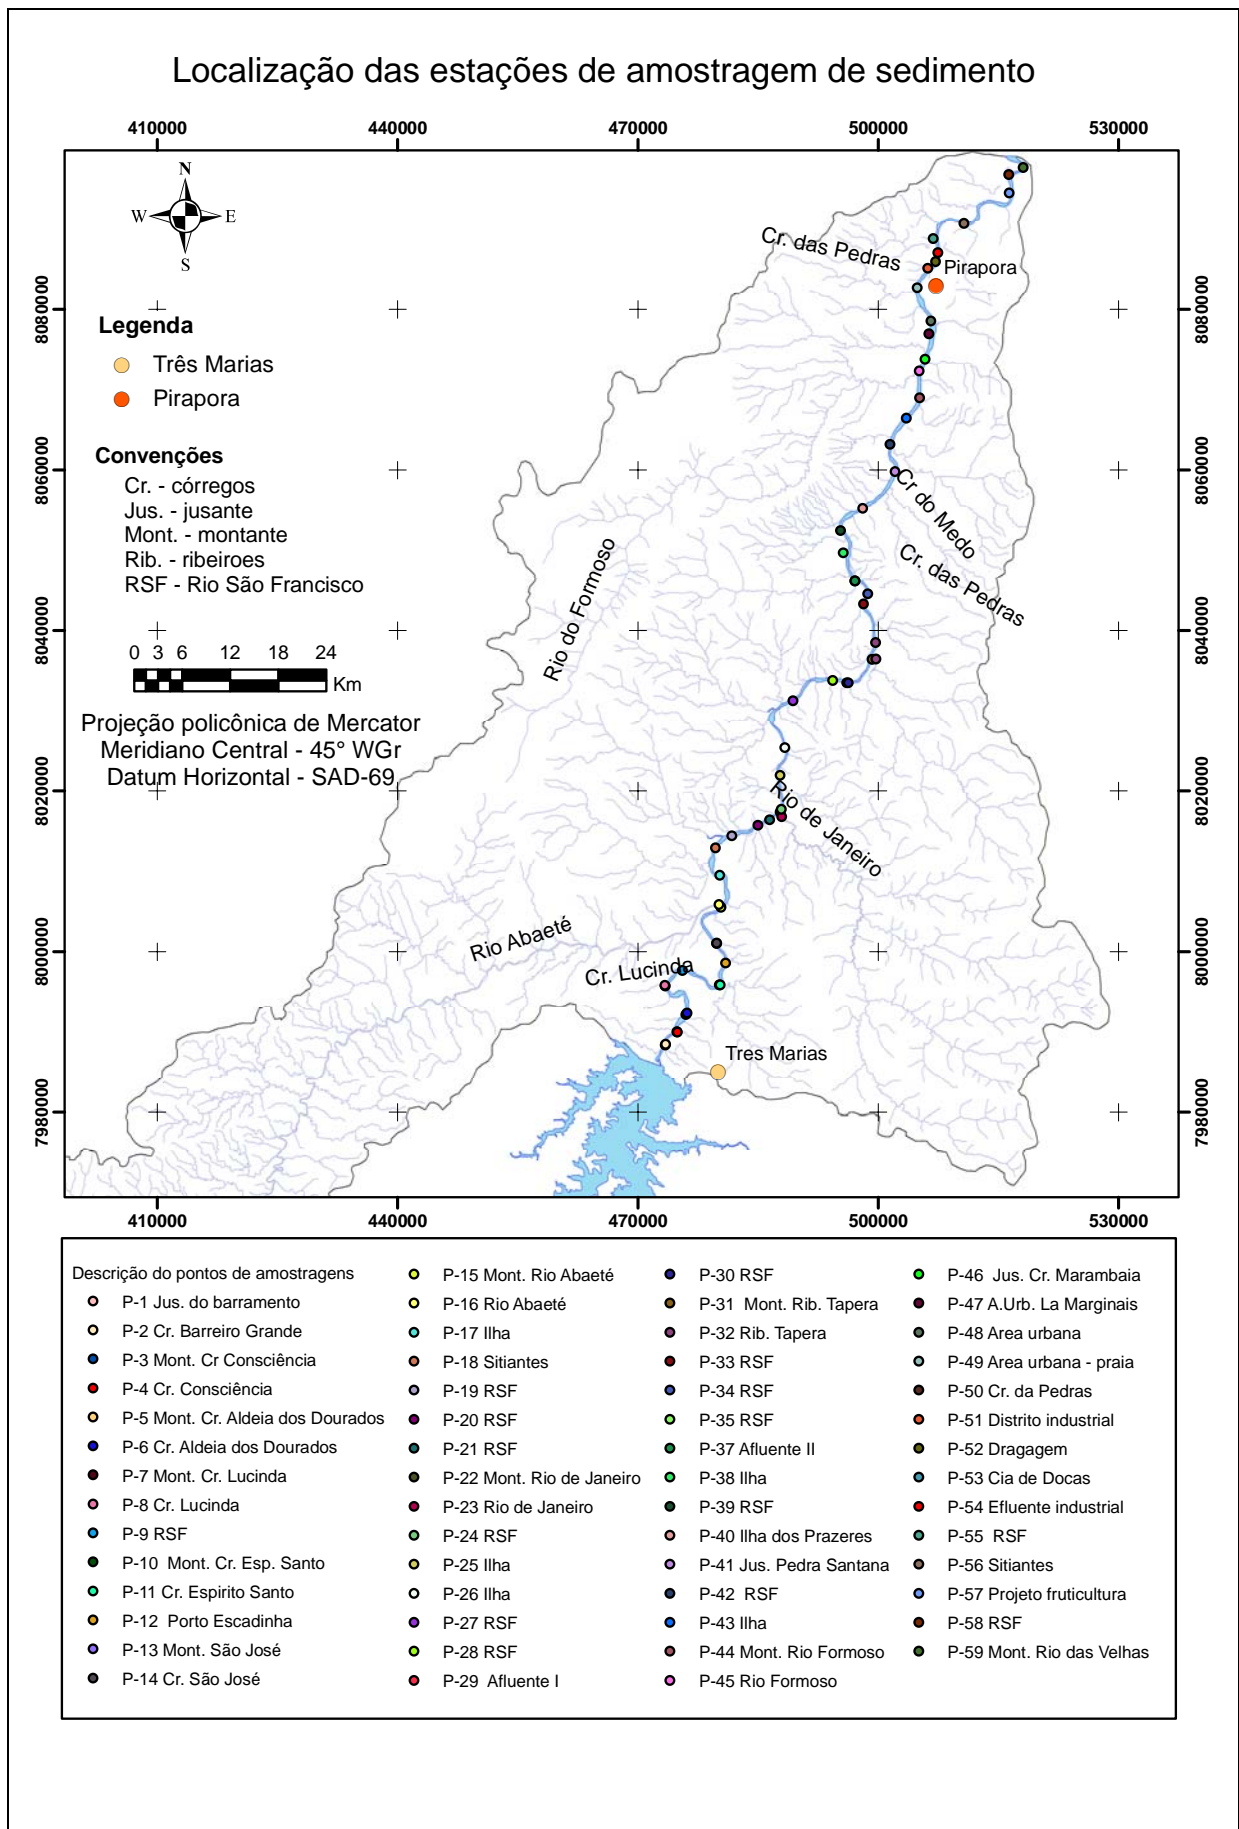 Localização das estações de amostragem de sedimento
410000 440000 470000 500000 530000
N
W E
S
Cr. das Pedras
Pirapora
8080000 8080000
Legenda
Três Marias
Pirapora
Convenções
Cr. - córregos
Jus. - jusante
Mont. - montante
Rib. - ribeiroes
RSF - Rio São Francisco
8060000 8060000
Cr do Medo
Cr. das Pedras
Rio do Formoso
8040000 8040000
0 3 6 12 18 24
Km
Projeção policônica de Mercator
Meridiano Central - 45° WGr
Datum Horizontal - SAD-69
8020000 8020000
Rio de Janeiro
Rio Abaeté
8000000 8000000
Cr. Lucinda
Tres Marias
7980000 7980000
410000 440000 470000 500000 530000
Descrição do pontos de amostragens
P-1 Jus. do barramento
P-2 Cr. Barreiro Grande
P-3 Mont. Cr Consciência
P-4 Cr. Consciência
P-5 Mont. Cr. Aldeia dos Dourados
P-6 Cr. Aldeia dos Dourados
P-7 Mont. Cr. Lucinda
P-8 Cr. Lucinda
P-9 RSF
P-10 Mont. Cr. Esp. Santo
P-11 Cr. Espirito Santo
P-12 Porto Escadinha
P-13 Mont. São José
P-14 Cr. São José
P-15 Mont. Rio Abaeté
P-16 Rio Abaeté
P-17 Ilha
P-18 Sitiantes
P-19 RSF
P-20 RSF
P-21 RSF
P-22 Mont. Rio de Janeiro
P-23 Rio de Janeiro
P-24 RSF
P-25 Ilha
P-26 Ilha
P-27 RSF
P-28 RSF
P-29 Afluente I
P-30 RSF
P-31 Mont. Rib. Tapera
P-32 Rib. Tapera
P-33 RSF
P-34 RSF
P-35 RSF
P-37 Afluente II
P-38 Ilha
P-39 RSF
P-40 Ilha dos Prazeres
P-41 Jus. Pedra Santana
P-42 RSF
P-43 Ilha
P-44 Mont. Rio Formoso
P-45 Rio Formoso
P-46 Jus. Cr. Marambaia
P-47 A.Urb. La Marginais
P-48 Area urbana
P-49 Area urbana - praia
P-50 Cr. da Pedras
P-51 Distrito industrial
P-52 Dragagem
P-53 Cia de Docas
P-54 Efluente industrial
P-55 RSF
P-56 Sitiantes
P-57 Projeto fruticultura
P-58 RSF
P-59 Mont. Rio das Velhas